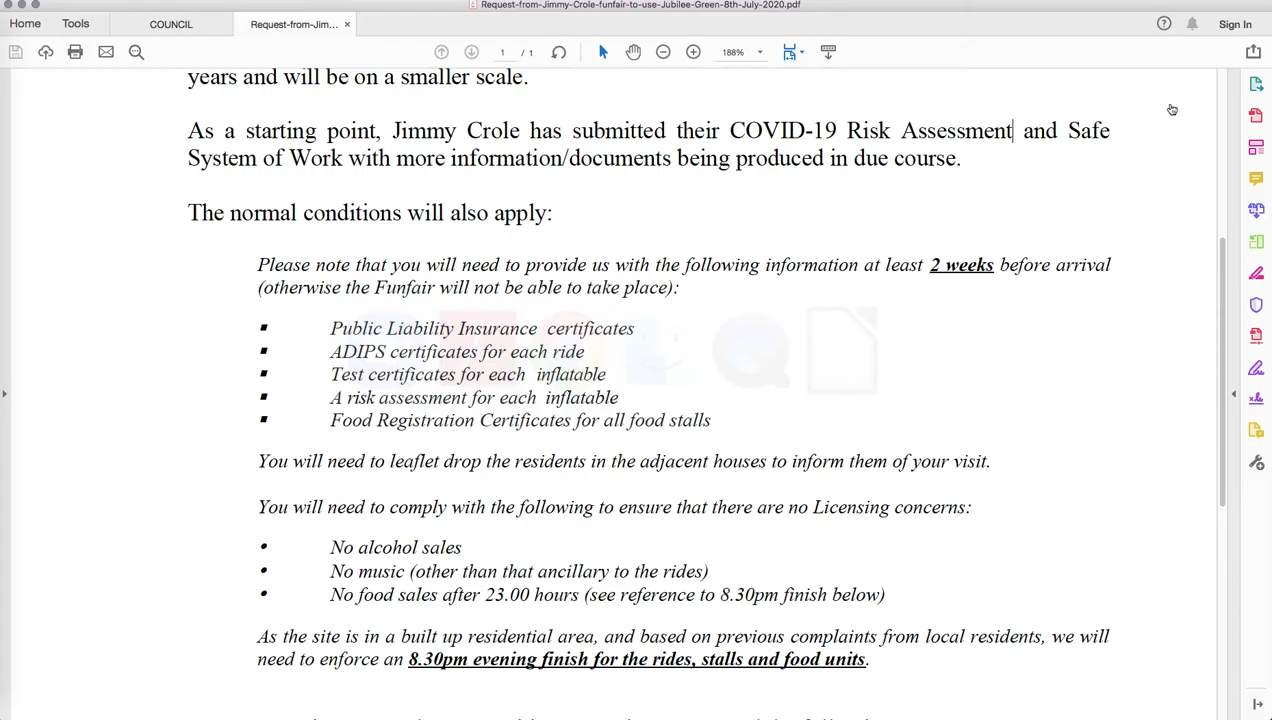 Request-from-Jimmy-Crole-funfair-to-use-Jubilee-Green-8th-July-2020.pdf
Home Tools COUNCIL Request-from-Jimmy-Crole-... × Sign In
1 / 1 188%
years and will be on a smaller scale.
As a starting point, Jimmy Crole has submitted their COVID-19 Risk Assessment and Safe
System of Work with more information/documents being produced in due course.
The normal conditions will also apply:
Please note that you will need to provide us with the following information at least 2 weeks before arrival
(otherwise the Funfair will not be able to take place):
▪ Public Liability Insurance certificates
▪ ADIPS certificates for each ride
▪ Test certificates for each inflatable
▪ A risk assessment for each inflatable
▪ Food Registration Certificates for all food stalls
You will need to leaflet drop the residents in the adjacent houses to inform them of your visit.
You will need to comply with the following to ensure that there are no Licensing concerns:
• No alcohol sales
• No music (other than that ancillary to the rides)
• No food sales after 23.00 hours (see reference to 8.30pm finish below)
As the site is in a built up residential area, and based on previous complaints from local residents, we will
need to enforce an 8.30pm evening finish for the rides, stalls and food units.